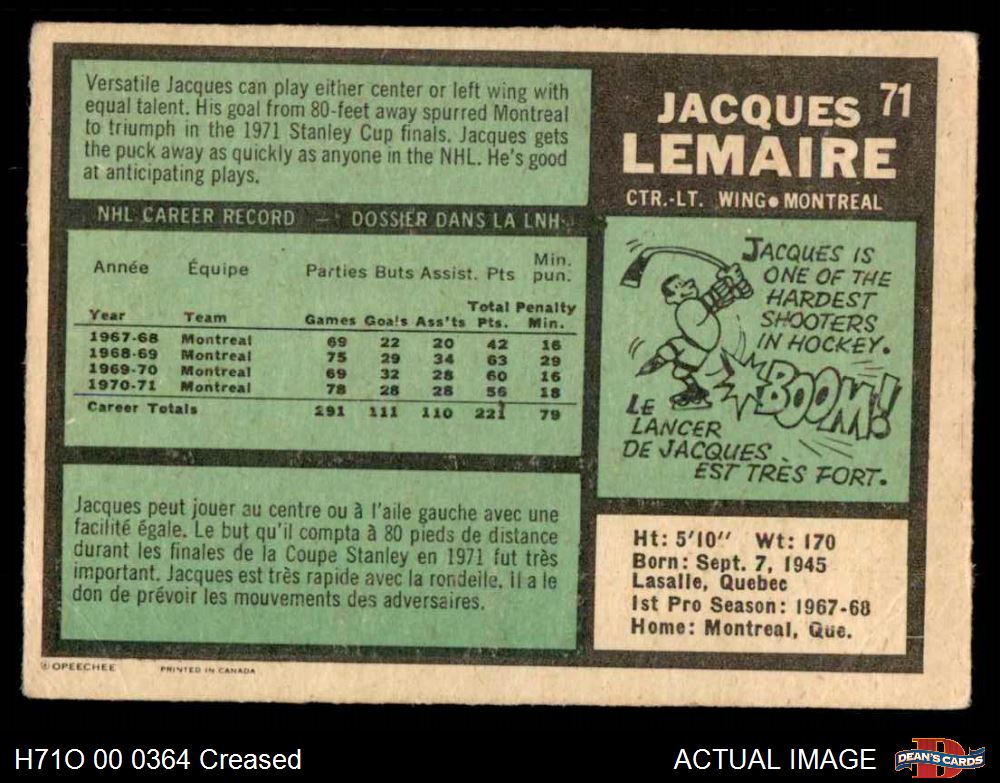 Versatile Jacques can play either center or left wing with
equal talent. His goal from 80-feet away spurred Montreal
to triumph in the 1971 Stanley Cup finals. Jacques gets
the puck away as quickly as anyone in the NHL. He's good
at anticipating plays.
JACQUES 71
LEMAIRE
CTR.-LT. WING • MONTREAL
NHL CAREER RECORD — DOSSIER DANS LA LNH
Année Équipe Parties Buts Assist. Pts Min. pun.
Year Team Games Goals Ass'ts Total Pts. Penalty Min.
1967-68 Montreal 69 22 20 42 16
1968-69 Montreal 75 29 34 63 29
1969-70 Montreal 69 32 28 60 16
1970-71 Montreal 78 28 28 56 18
Career Totals 291 111 110 221 79
JACQUES IS
ONE OF THE
HARDEST
SHOOTERS
IN HOCKEY.
BOOM!
LE
LANCER
DE JACQUES
EST TRÈS FORT.
Jacques peut jouer au centre ou à l'aile gauche avec une
facilité égale. Le but qu'il compta à 80 pieds de distance
durant les finales de la Coupe Stanley en 1971 fut très
important. Jacques est très rapide avec la rondelle. Il a le
don de prévoir les mouvements des adversaires.
Ht: 5'10" Wt: 170
Born: Sept. 7, 1945
Lasalle, Quebec
1st Pro Season: 1967-68
Home: Montreal, Que.
© OPEECHEE PRINTED IN CANADA
H71O 00 0364 Creased
ACTUAL IMAGE
DEAN'S CARDS